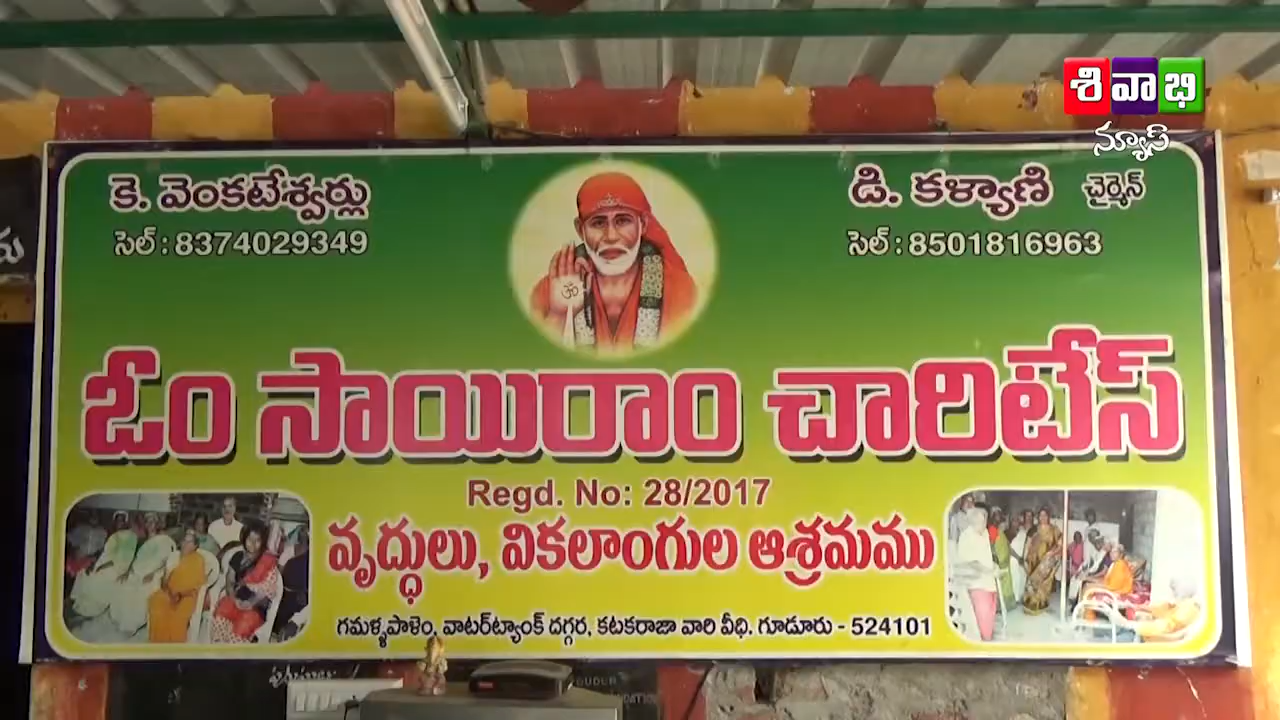 శివాభి
న్యూస్
కె. వెంకటేశ్వర్లు
సెల్ : 8374029349
డి. కళ్యాణి చైర్మెన్
సెల్ : 8501816963
ఓం సాయిరాం చారిటేస్
Regd. No: 28/2017
వృద్ధులు, వికలాంగుల ఆశ్రమము
గమళ్ళపాళెం, వాటర్‌ట్యాంక్ దగ్గర, కటకరాజా వారి వీధి. గూడూరు - 524101